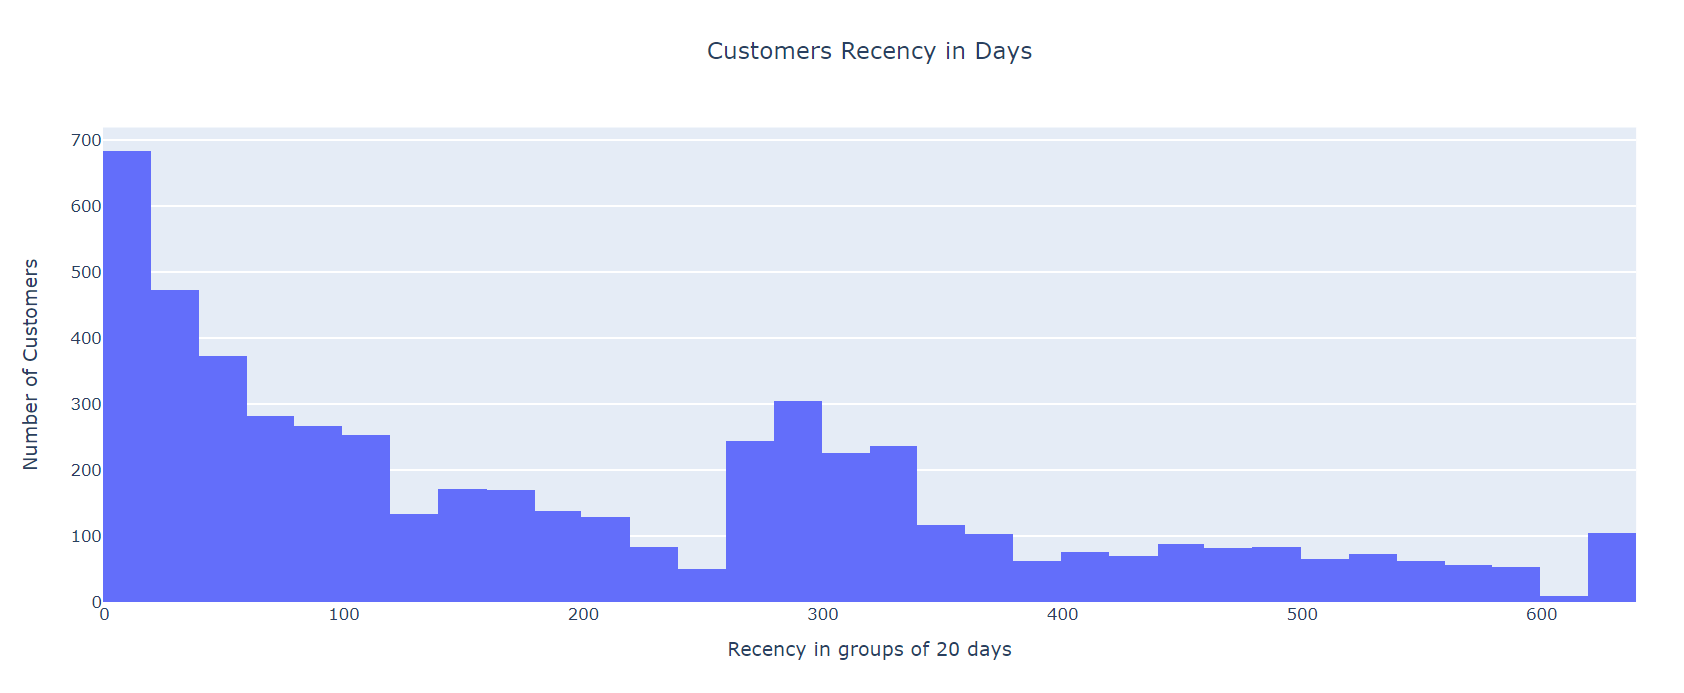 Customers Recency in Days
Number of Customers
700
600
500
400
300
200
100
0
0 100 200 300 400 500 600
Recency in groups of 20 days